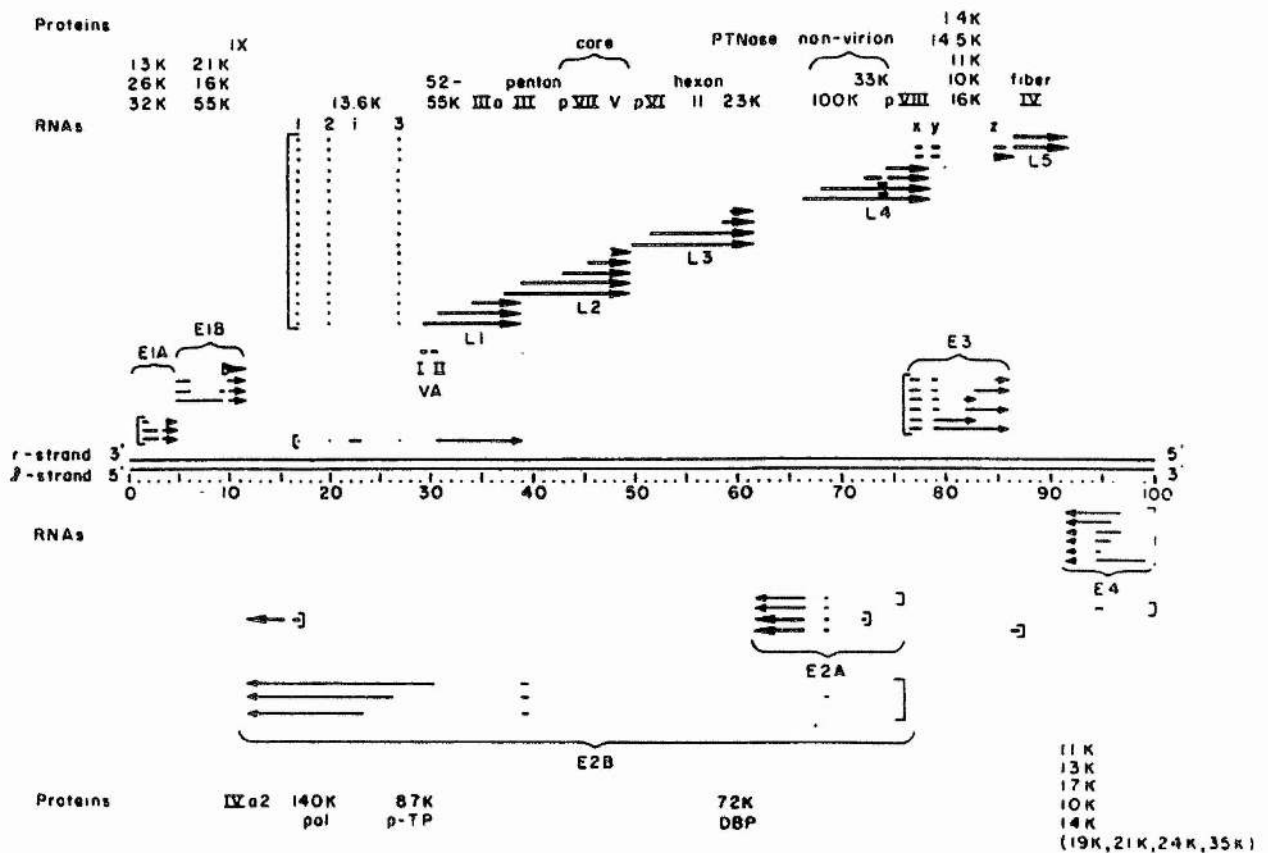 Proteins
14K
IX core PTNase non-virion 14.5K
13K 21K 11K
26K 16K 52- penton hexon 33K 10K fiber
32K 55K 13.6K 55K IIIa III pVII V pVI II 23K 100K pVIII 16K IV
RNAs 1 2 i 3 x y z
L5
L4
L3
L2
E1B L1
E1A I II E3
VA
r-strand 3' 5'
l-strand 5' 3'
0 10 20 30 40 50 60 70 80 90 100
RNAs
E4
E2A
E2B
11K
13K
17K
Proteins IVa2 140K 87K 72K 10K
pol p-TP DBP 14K
(19K,21K,24K,35K)